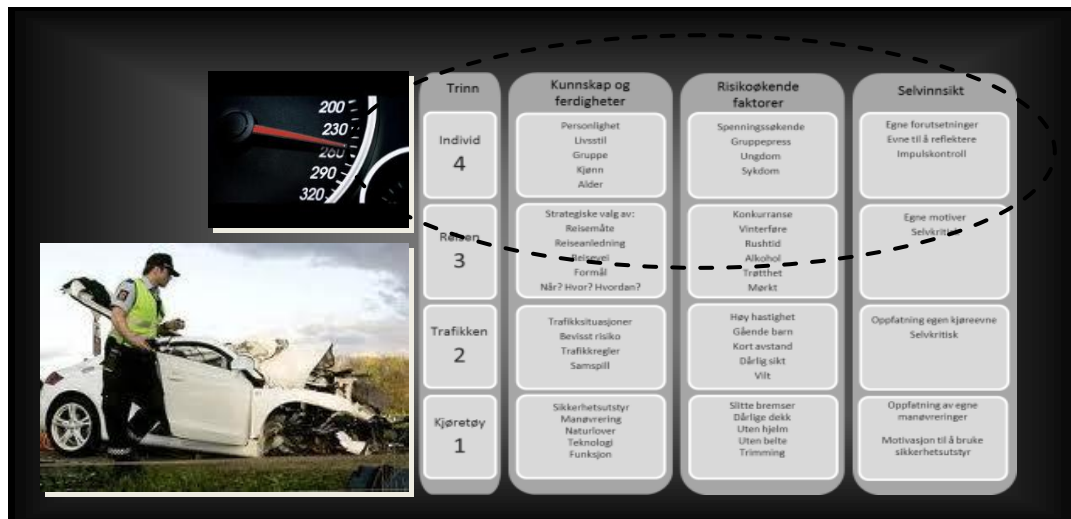 200
230
260
290
320
Trinn
Kunnskap og
ferdigheter
Risikoøkende
faktorer
Selvinnsikt
Individ
4
Personlighet
Livsstil
Gruppe
Kjønn
Alder
Spenningssøkende
Gruppepress
Ungdom
Sykdom
Egne forutsetninger
Evne til å reflektere
Impulskontroll
Reisen
3
Strategiske valg av:
Reisemåte
Reiseanledning
Reisevei
Formål
Når? Hvor? Hvordan?
Konkurranse
Vinterføre
Rushtid
Alkohol
Trøtthet
Mørkt
Egne motiver
Selvkritisk
Trafikken
2
Trafikksituasjoner
Bevisst risiko
Trafikkregler
Samspill
Høy hastighet
Gående barn
Kort avstand
Dårlig sikt
Vilt
Oppfatning egen kjøreevne
Selvkritisk
Kjøretøy
1
Sikkerhetsutstyr
Manøvrering
Naturlover
Teknologi
Funksjon
Slitte bremser
Dårlige dekk
Uten hjelm
Uten belte
Trimming
Oppfatning av egne
manøvreringer
Motivasjon til å bruke
sikkerhetsutstyr